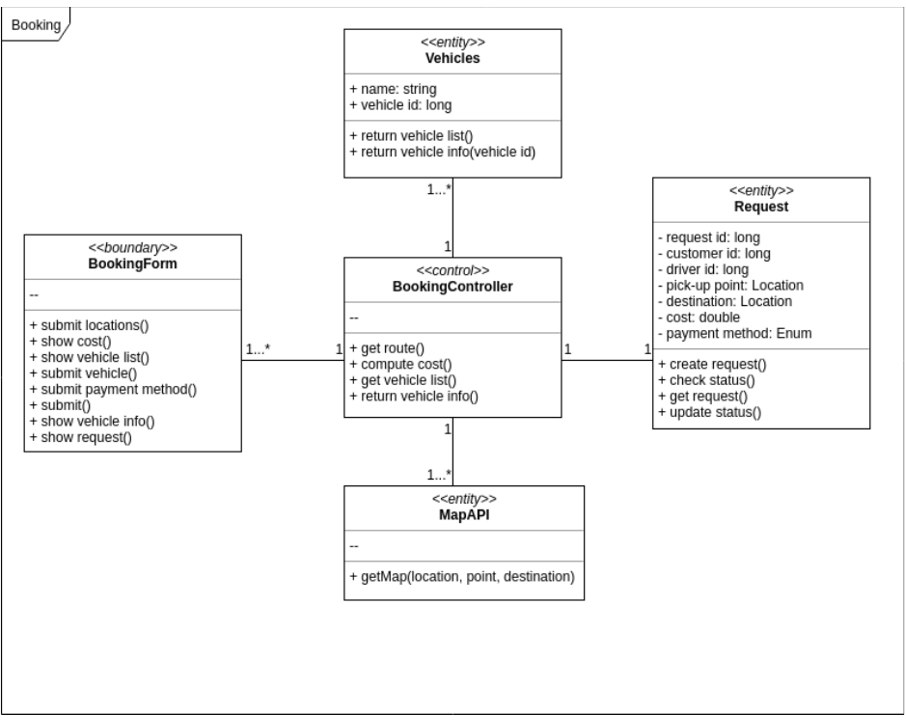 Booking
<<entity>>
Vehicles
+ name: string
+ vehicle id: long
+ return vehicle list()
+ return vehicle info(vehicle id)
1...*
1
<<boundary>>
BookingForm
--
+ submit locations()
+ show cost()
+ show vehicle list()
+ submit vehicle()
+ submit payment method()
+ submit()
+ show vehicle info()
+ show request()
1...*
1
<<control>>
BookingController
--
+ get route()
+ compute cost()
+ get vehicle list()
+ return vehicle info()
1
1
<<entity>>
Request
- request id: long
- customer id: long
- driver id: long
- pick-up point: Location
- destination: Location
- cost: double
- payment method: Enum
+ create request()
+ check status()
+ get request()
+ update status()
1
1...*
<<entity>>
MapAPI
--
+ getMap(location, point, destination)